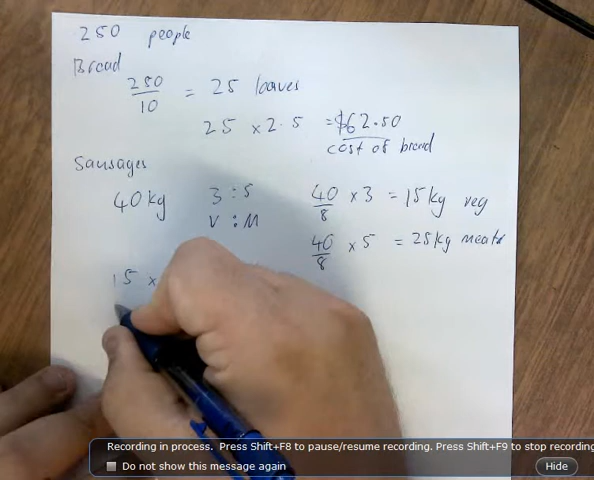 250 people
Bread
250
10
= 25 loaves
25 x 2.5 = $62.50
cost of bread
Sausages
40kg 3:5 40/8 x 3 = 15kg veg
V:M 40/8 x 5 = 25kg meat
15 x
Recording in process. Press Shift+F8 to pause/resume recording. Press Shift+F9 to stop recording
Do not show this message again
Hide